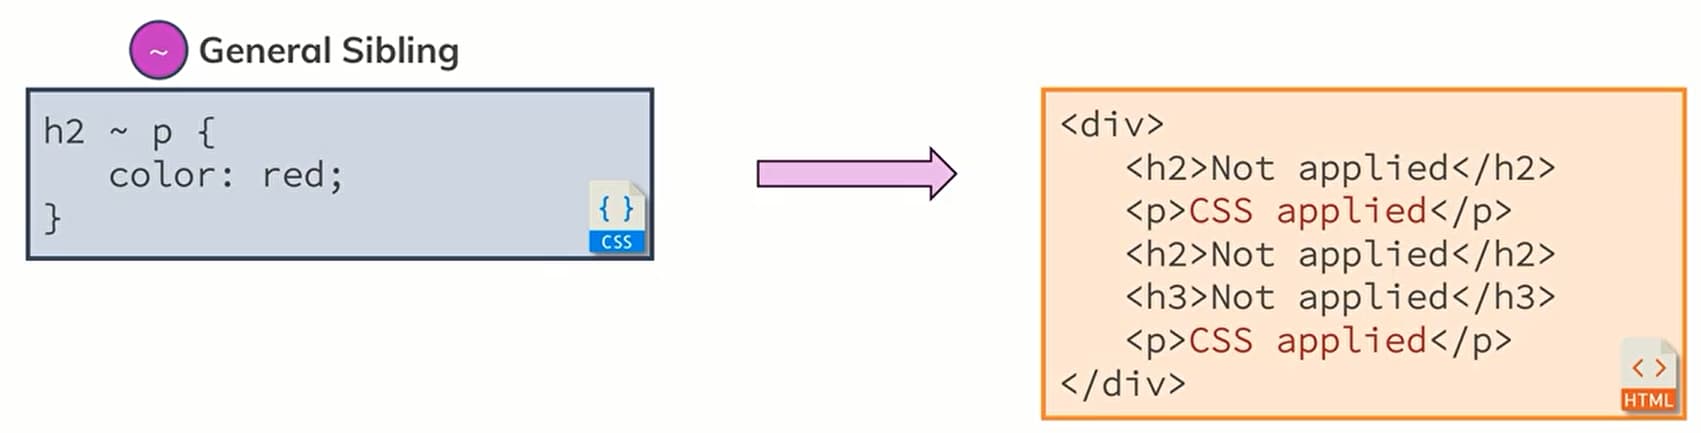 ~ General Sibling
h2 ~ p {
   color: red;
}
{ }
CSS
<div>
   <h2>Not applied</h2>
   <p>CSS applied</p>
   <h2>Not applied</h2>
   <h3>Not applied</h3>
   <p>CSS applied</p>
</div>
< >
HTML